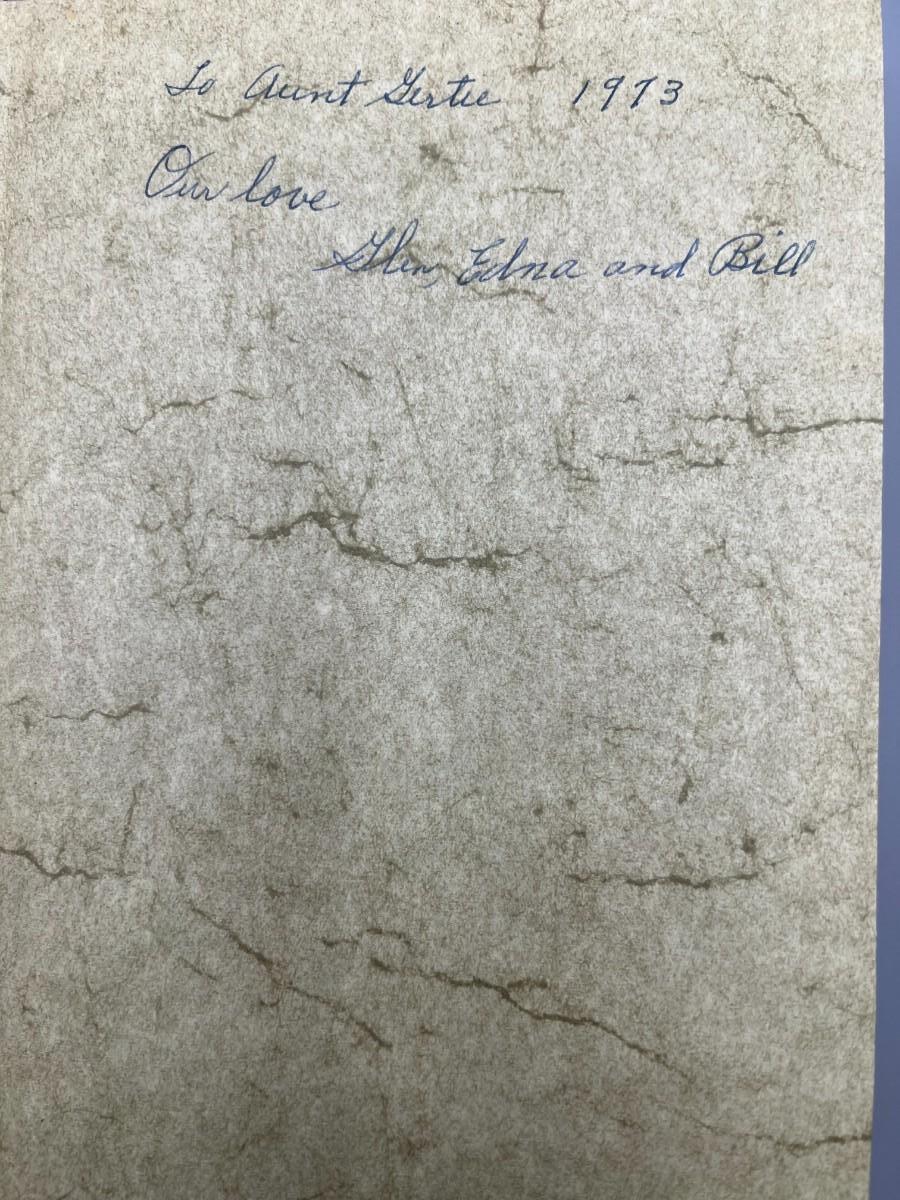 To Aunt Gertie 1973
Our love
Glen, Edna and Bill